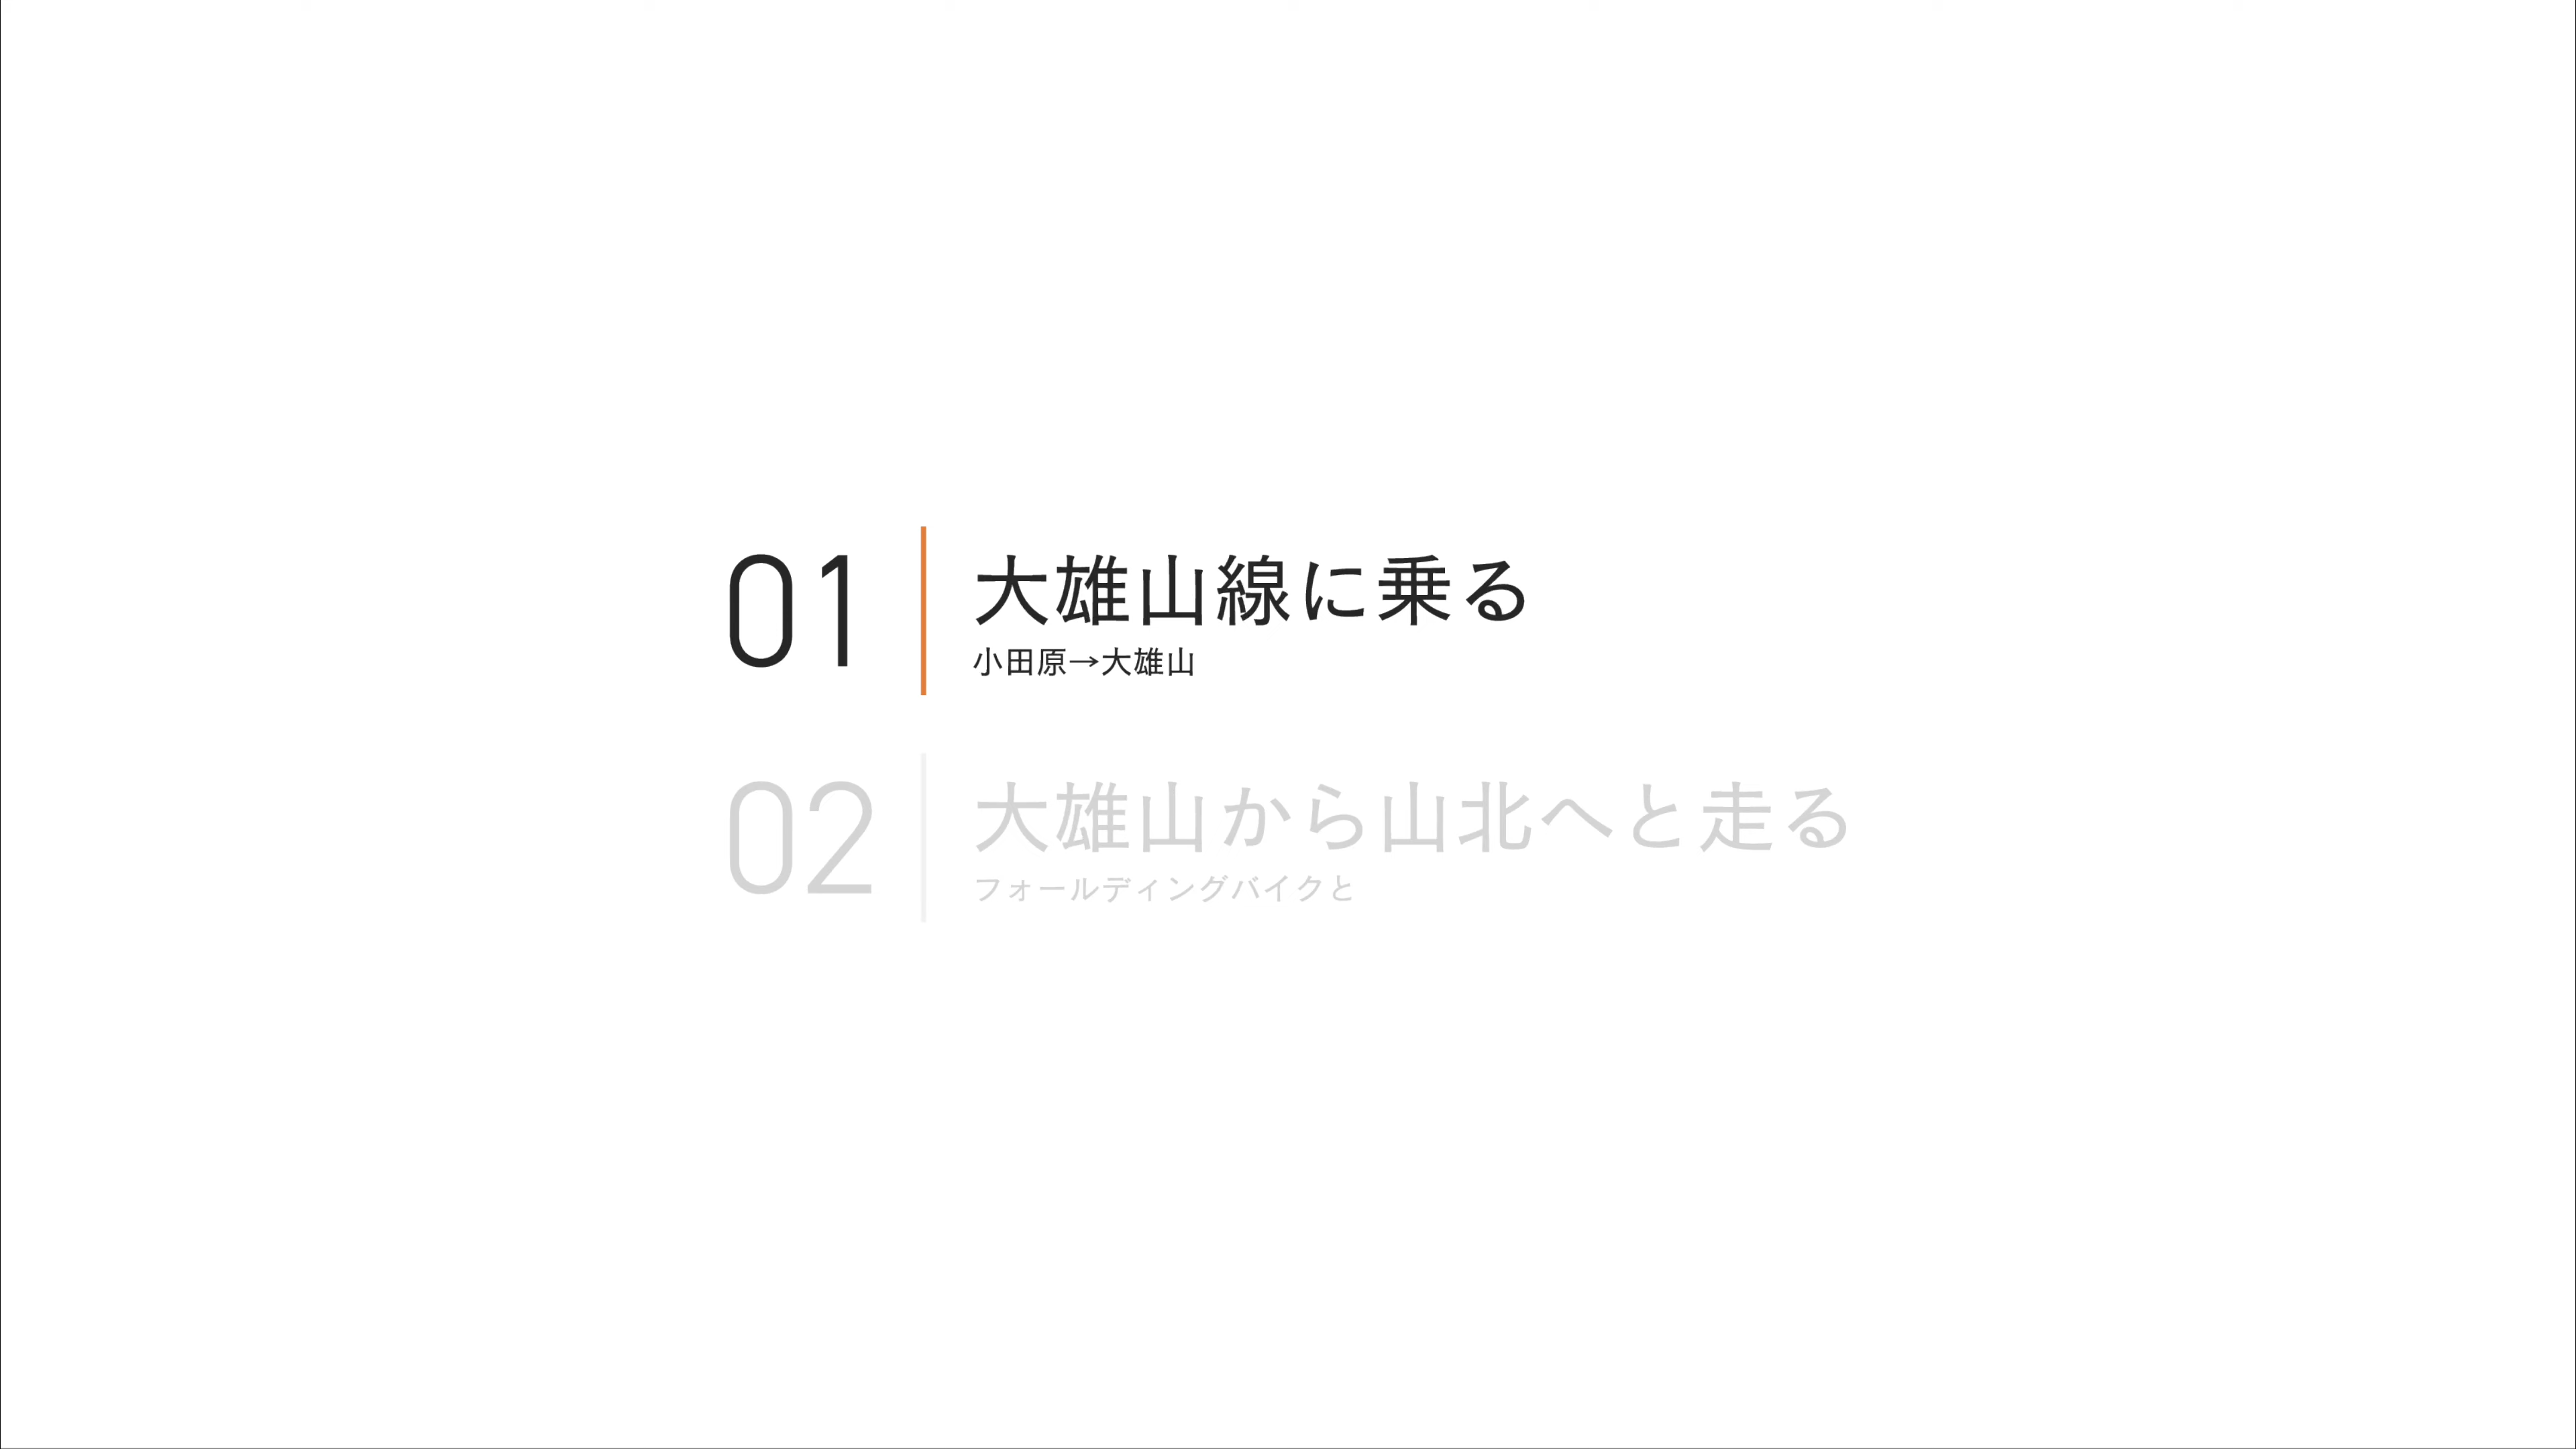 01
大雄山線に乗る
小田原→大雄山
02
大雄山から山北へと走る
フォールディングバイクと